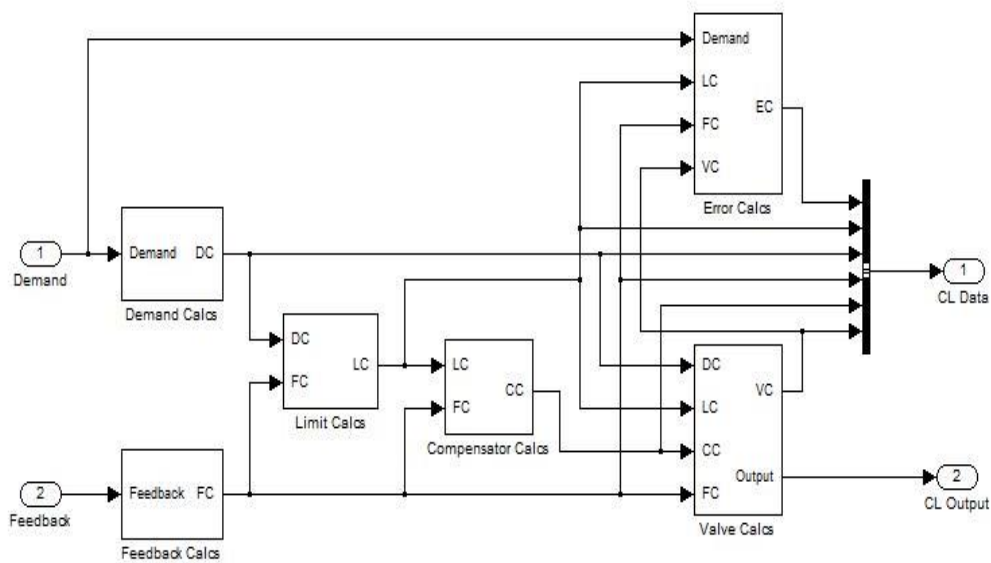 Demand
LC
FC
VC
EC
Error Calcs
1
Demand
Demand
DC
Demand Calcs
1
CL Data
DC
FC
LC
Limit Calcs
LC
FC
CC
Compensator Calcs
DC
LC
CC
FC
VC
Output
Valve Calcs
2
Feedback
Feedback
FC
Feedback Calcs
2
CL Output